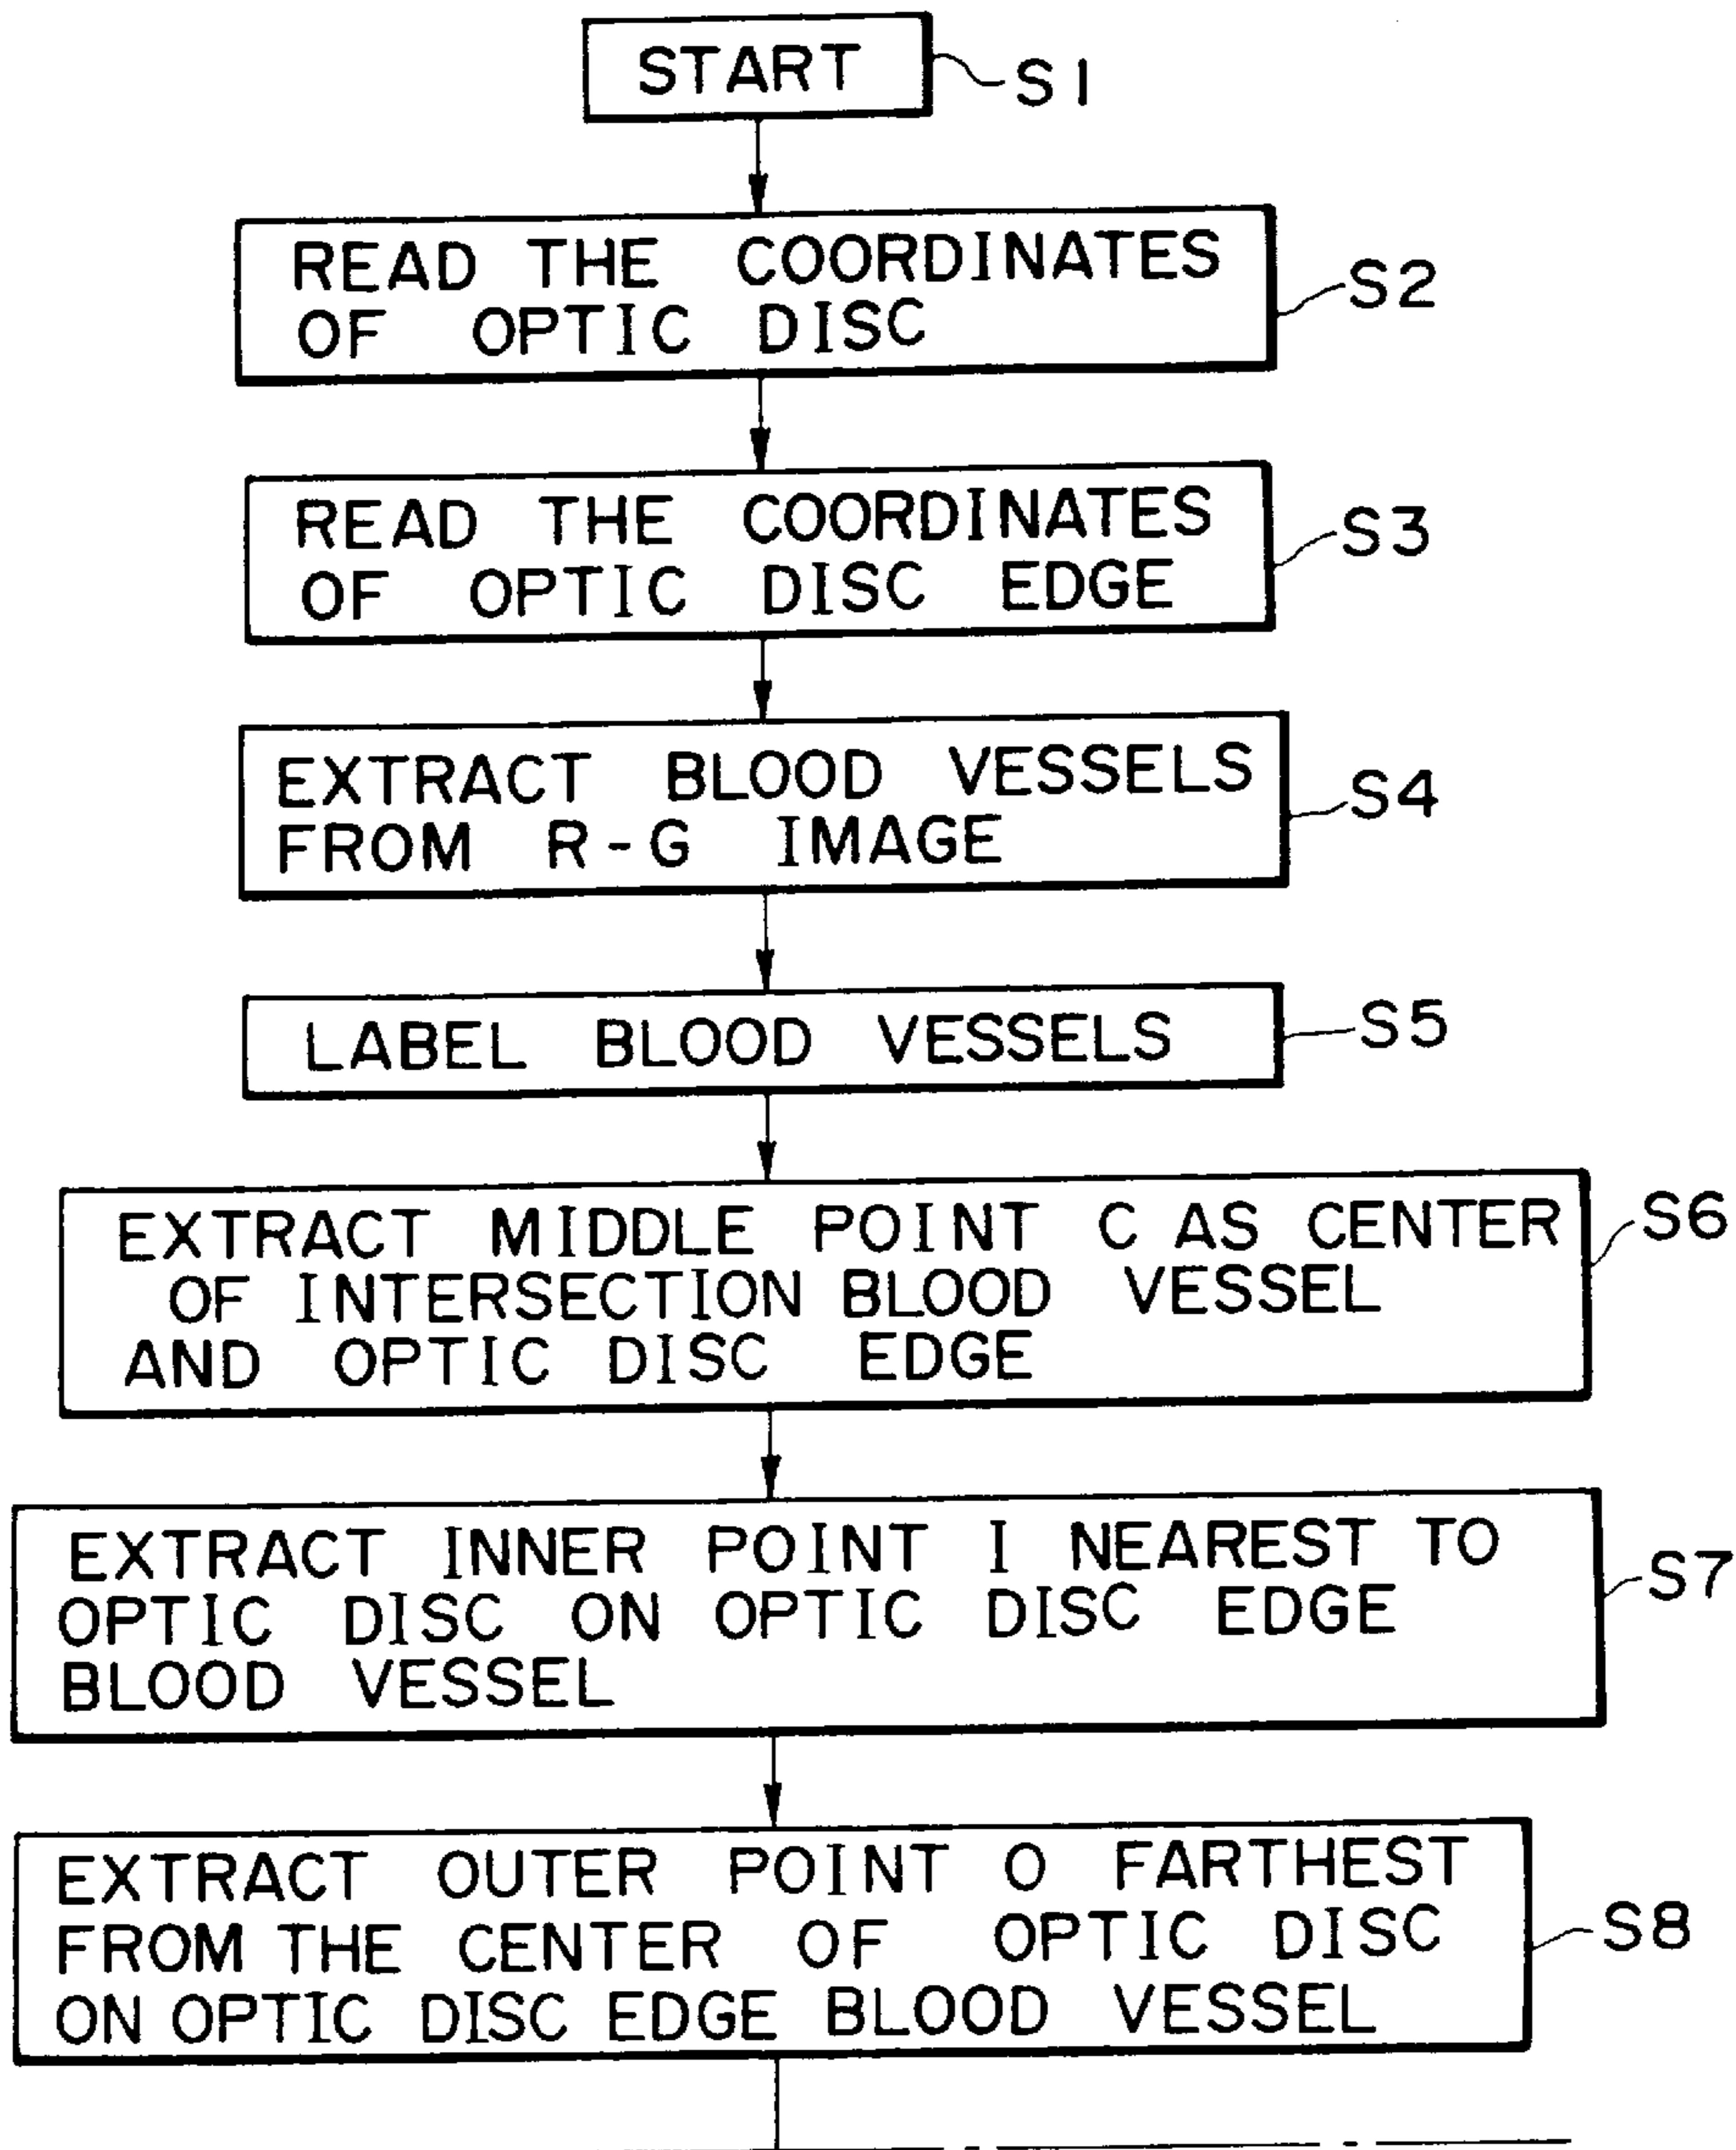 START
S1
READ THE COORDINATES
OF OPTIC DISC
S2
READ THE COORDINATES
OF OPTIC DISC EDGE
S3
EXTRACT BLOOD VESSELS
FROM R-G IMAGE
S4
LABEL BLOOD VESSELS
S5
EXTRACT MIDDLE POINT C AS CENTER
OF INTERSECTION BLOOD VESSEL
AND OPTIC DISC EDGE
S6
EXTRACT INNER POINT I NEAREST TO
OPTIC DISC ON OPTIC DISC EDGE
BLOOD VESSEL
S7
EXTRACT OUTER POINT O FARTHEST
FROM THE CENTER OF OPTIC DISC
ON OPTIC DISC EDGE BLOOD VESSEL
S8